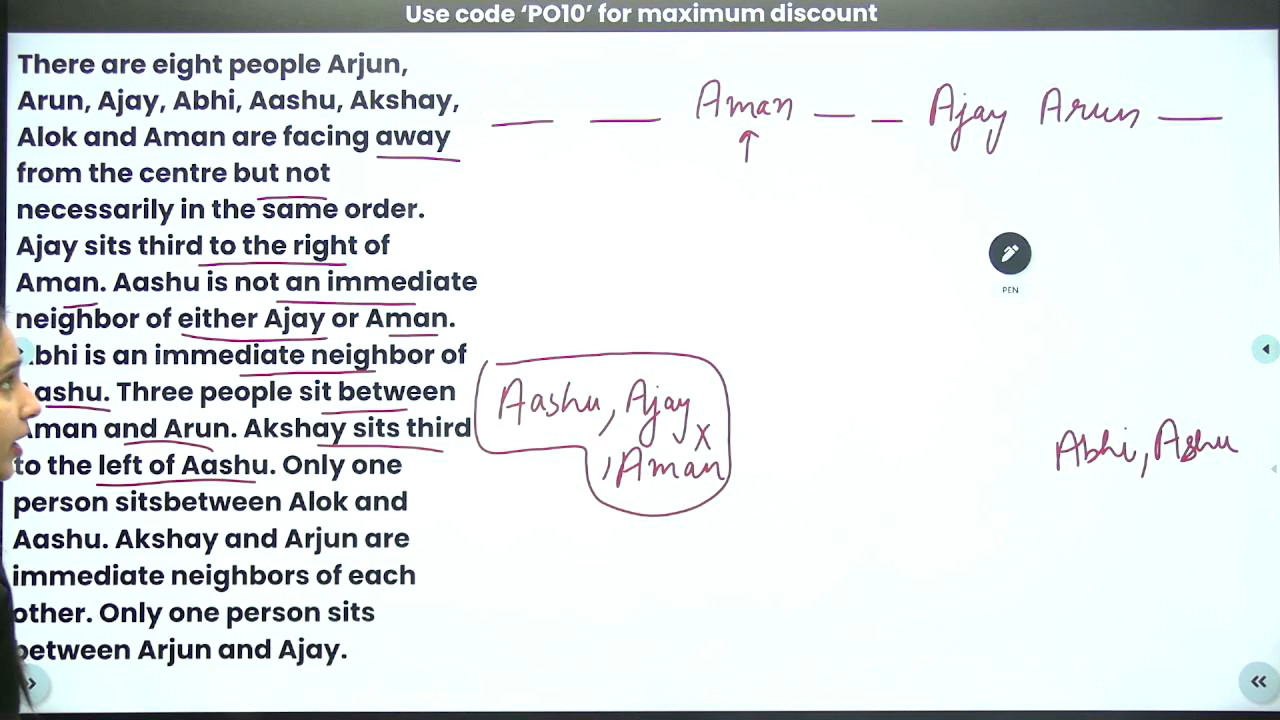 Use code ‘PO10’ for maximum discount
There are eight people Arjun,
Arun, Ajay, Abhi, Aashu, Akshay,
Alok and Aman are facing away
from the centre but not
necessarily in the same order.
Ajay sits third to the right of
Aman. Aashu is not an immediate
neighbor of either Ajay or Aman.
.bhi is an immediate neighbor of
ashu. Three people sit between
man and Arun. Akshay sits third
to the left of Aashu. Only one
person sitsbetween Alok and
Aashu. Akshay and Arjun are
immediate neighbors of each
other. Only one person sits
between Arjun and Ajay.
__ __ Aman __ _ Ajay Arun __
PEN
Aashu, Ajay
x
, Aman
Abhi, Ashu